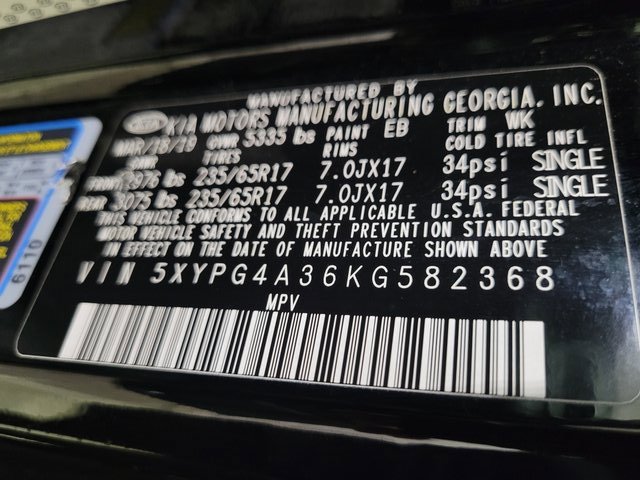 MANUFACTURED BY
KIA MOTORS MANUFACTURING GEORGIA, INC.
MAR/18/19 GVWR 5335 lbs PAINT EB TRIM WK
TIRES RIMS COLD TIRE INFL
2976 lbs 235/65R17 7.0JX17 34psi SINGLE
REAR 3075 lbs 235/65R17 7.0JX17 34psi SINGLE
THIS VEHICLE CONFORMS TO ALL APPLICABLE U.S.A. FEDERAL
MOTOR VEHICLE SAFETY AND THEFT PREVENTION STANDARDS
IN EFFECT ON THE DATE OF MANUFACTURE SHOWN ABOVE
VIN 5XYPG4A36KG582368
MPV
6110